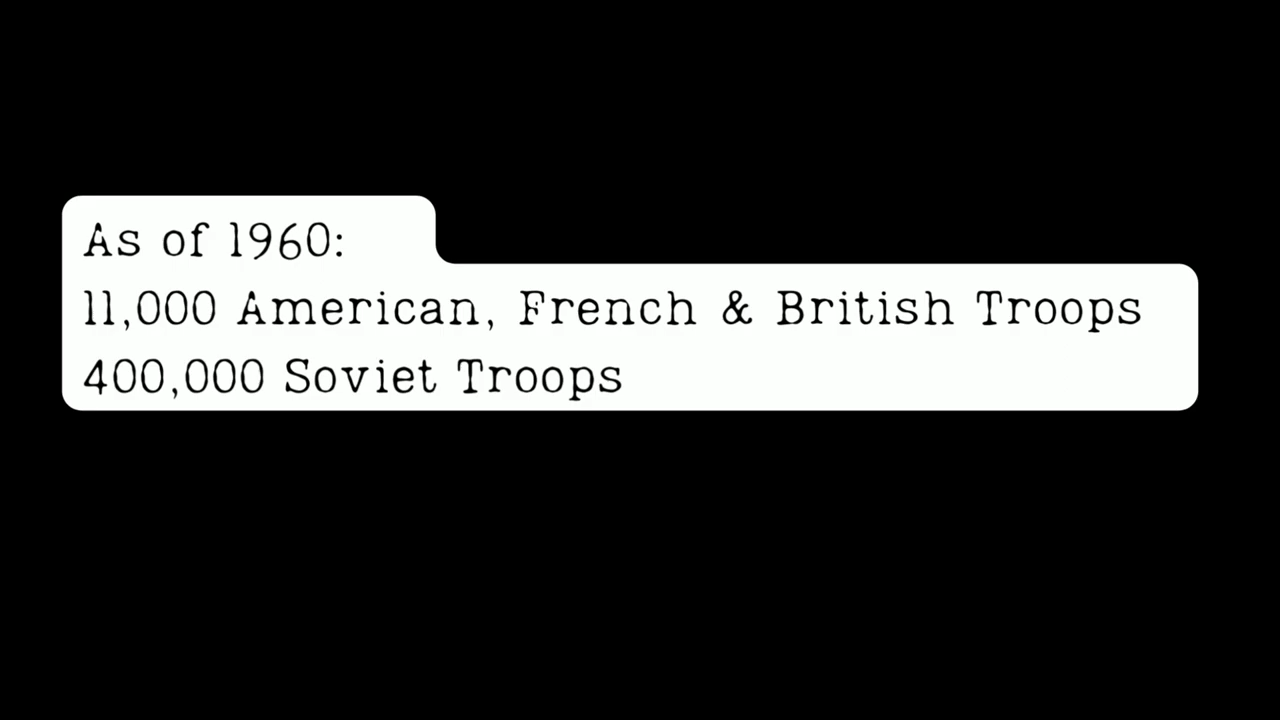 As of 1960:
11,000 American, French & British Troops
400,000 Soviet Troops